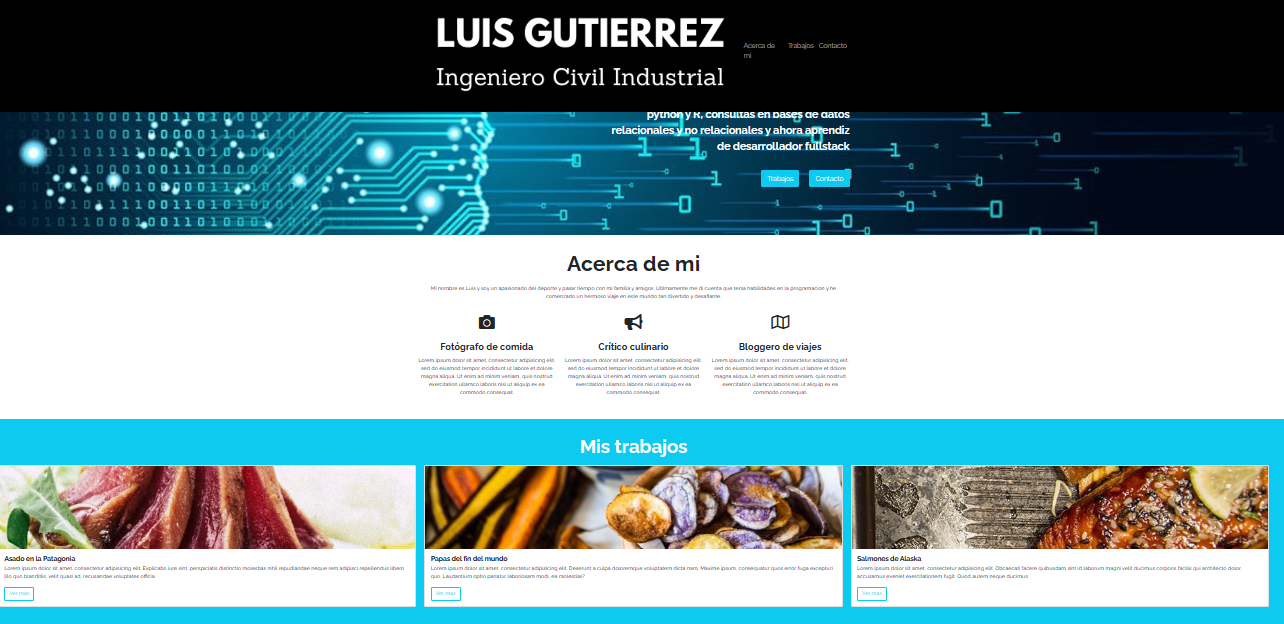 LUIS GUTIERREZ
Ingeniero Civil Industrial
Acerca de
mi
Trabajos
Contacto
python y R, consultas en bases de datos
relacionales y no relacionales y ahora aprendiz
de desarrollador fullstack
Trabajos
Contacto
Acerca de mi
Mi nombre es Luis y soy un apasionado del deporte y pasar tiempo con mi familia y amigos. Ultimamente me di cuenta que tenia habilidades en la programacion y he
comenzado un hermoso viaje en este mundo tan divertido y desafiante.
Fotógrafo de comida
Lorem ipsum dolor sit amet, consectetur adipisicing elit,
sed do eiusmod tempor incididunt ut labore et dolore
magna aliqua. Ut enim ad minim veniam, quis nostrud
exercitation ullamco laboris nisi ut aliquip ex ea
commodo consequat.
Crítico culinario
Lorem ipsum dolor sit amet, consectetur adipisicing elit,
sed do eiusmod tempor incididunt ut labore et dolore
magna aliqua. Ut enim ad minim veniam, quis nostrud
exercitation ullamco laboris nisi ut aliquip ex ea
commodo consequat.
Bloggero de viajes
Lorem ipsum dolor sit amet, consectetur adipisicing elit,
sed do eiusmod tempor incididunt ut labore et dolore
magna aliqua. Ut enim ad minim veniam, quis nostrud
exercitation ullamco laboris nisi ut aliquip ex ea
commodo consequat.
Mis trabajos
Asado en la Patagonia
Lorem ipsum dolor sit amet, consectetur adipisicing elit. Explicabo iure sint, perspiciatis distinctio molestias nihil repudiandae neque rem adipisci repellendus libero
illo quo blanditiis, velit quasi ad, recusandae voluptates officia.
Ver más
Papas del fin del mundo
Lorem ipsum dolor sit amet, consectetur adipisicing elit. Deserunt a culpa doloremque voluptatem dicta nam. Maxime ipsum, consequatur quos error fuga excepturi
quo. Laudantium optio pariatur laboriosam modi, ea molestias?
Ver más
Salmones de Alaska
Lorem ipsum dolor sit amet, consectetur adipisicing elit. Obcaecati facere quibusdam sint id laborum magni velit ducimus corporis facilis qui architecto dolor,
accusamus eveniet exercitationem fugit. Quod autem neque ducimus.
Ver más